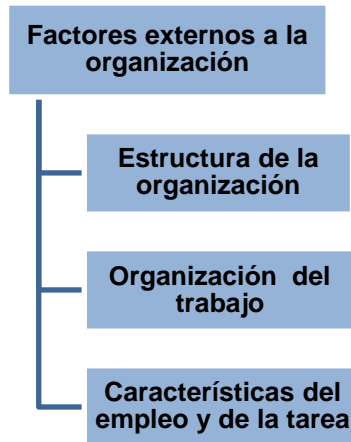 Factores externos a la
organización
Estructura de la
organización
Organización del
trabajo
Características del
empleo y de la tarea